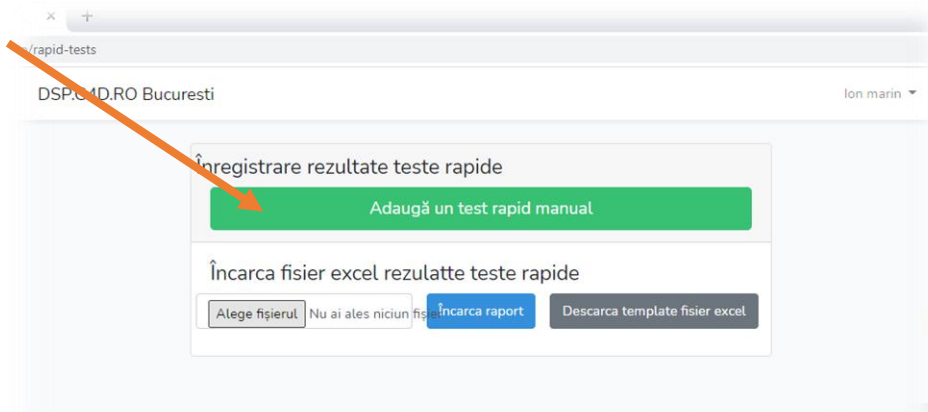 /rapid-tests
DSP.C4D.RO Bucuresti
Ion marin
Înregistrare rezultate teste rapide
Adaugă un test rapid manual
Încarca fisier excel rezulatte teste rapide
Alege fișierul Nu ai ales niciun fișier Încarca raport Descarca template fisier excel